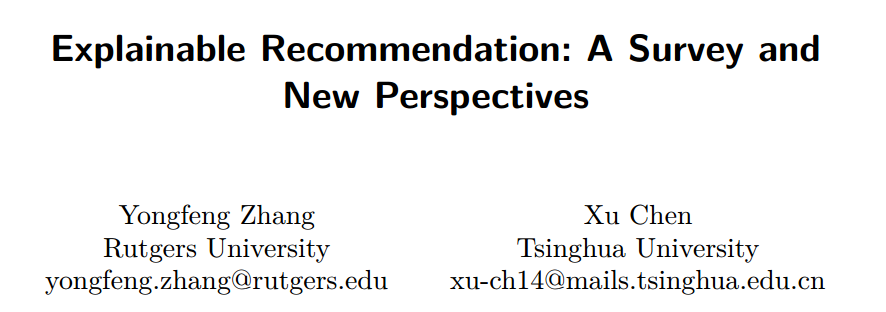 Explainable Recommendation: A Survey and
New Perspectives
Yongfeng Zhang
Rutgers University
yongfeng.zhang@rutgers.edu
Xu Chen
Tsinghua University
xu-ch14@mails.tsinghua.edu.cn